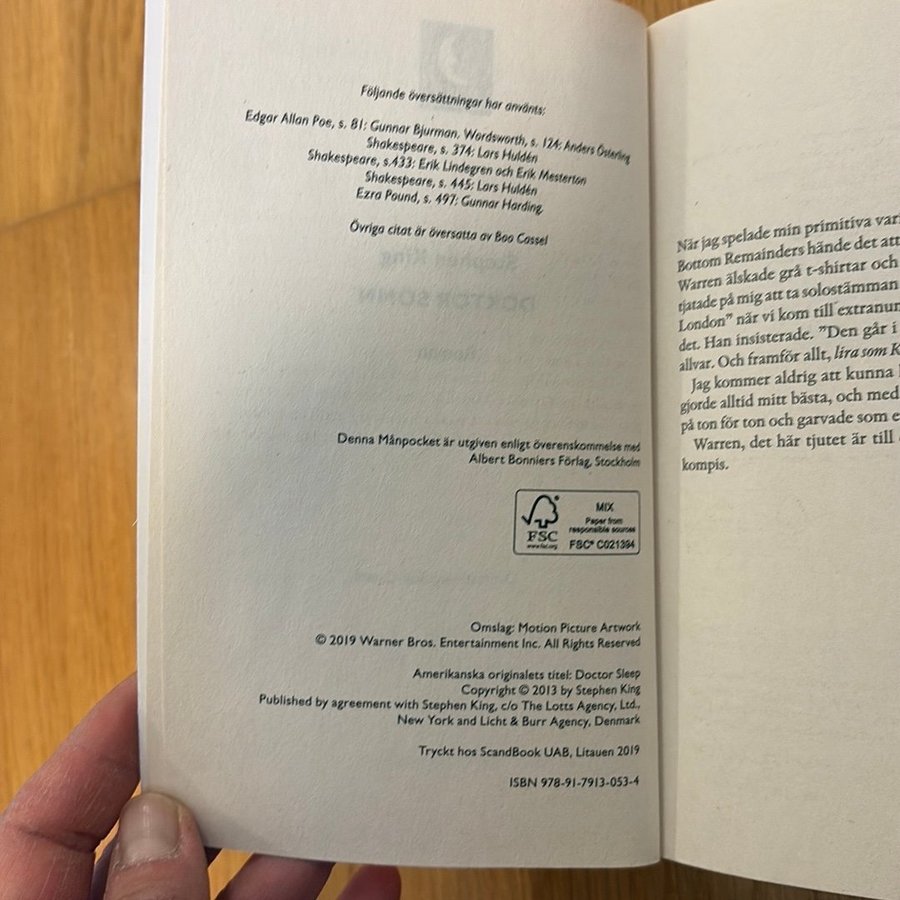 Följande översättningar har använts:
Edgar Allan Poe, s. 81: Gunnar Bjurman. Wordsworth, s. 124: Anders Österling
Shakespeare, s. 374: Lars Huldén
Shakespeare, s.433: Erik Lindegren och Erik Mesterton
Shakespeare, s. 445: Lars Huldén
Ezra Pound, s. 497: Gunnar Harding.
Övriga citat är översatta av Boo Cassel
Denna Månpocket är utgiven enligt överenskommelse med
Albert Bonniers Förlag, Stockholm
FSC
www.fsc.org
MIX
Paper from
responsible sources
FSC® C021394
Omslag: Motion Picture Artwork
© 2019 Warner Bros. Entertainment Inc. All Rights Reserved
Amerikanska originalets titel: Doctor Sleep
Copyright © 2013 by Stephen King
Published by agreement with Stephen King, c/o The Lotts Agency, Ltd.,
New York and Licht & Burr Agency, Denmark
Tryckt hos ScandBook UAB, Litauen 2019
ISBN 978-91-7913-053-4
När jag spelade min primitiva vari
Bottom Remainders hände det att
Warren älskade grå t-shirtar och
tjatade på mig att ta solostämman
London" när vi kom till extranum
det. Han insisterade. "Den går i
allvar. Och framför allt, lira som K
Jag kommer aldrig att kunna
gjorde alltid mitt bästa, och med
på ton för ton och garvade som e
Warren, det här tjutet är till
kompis.